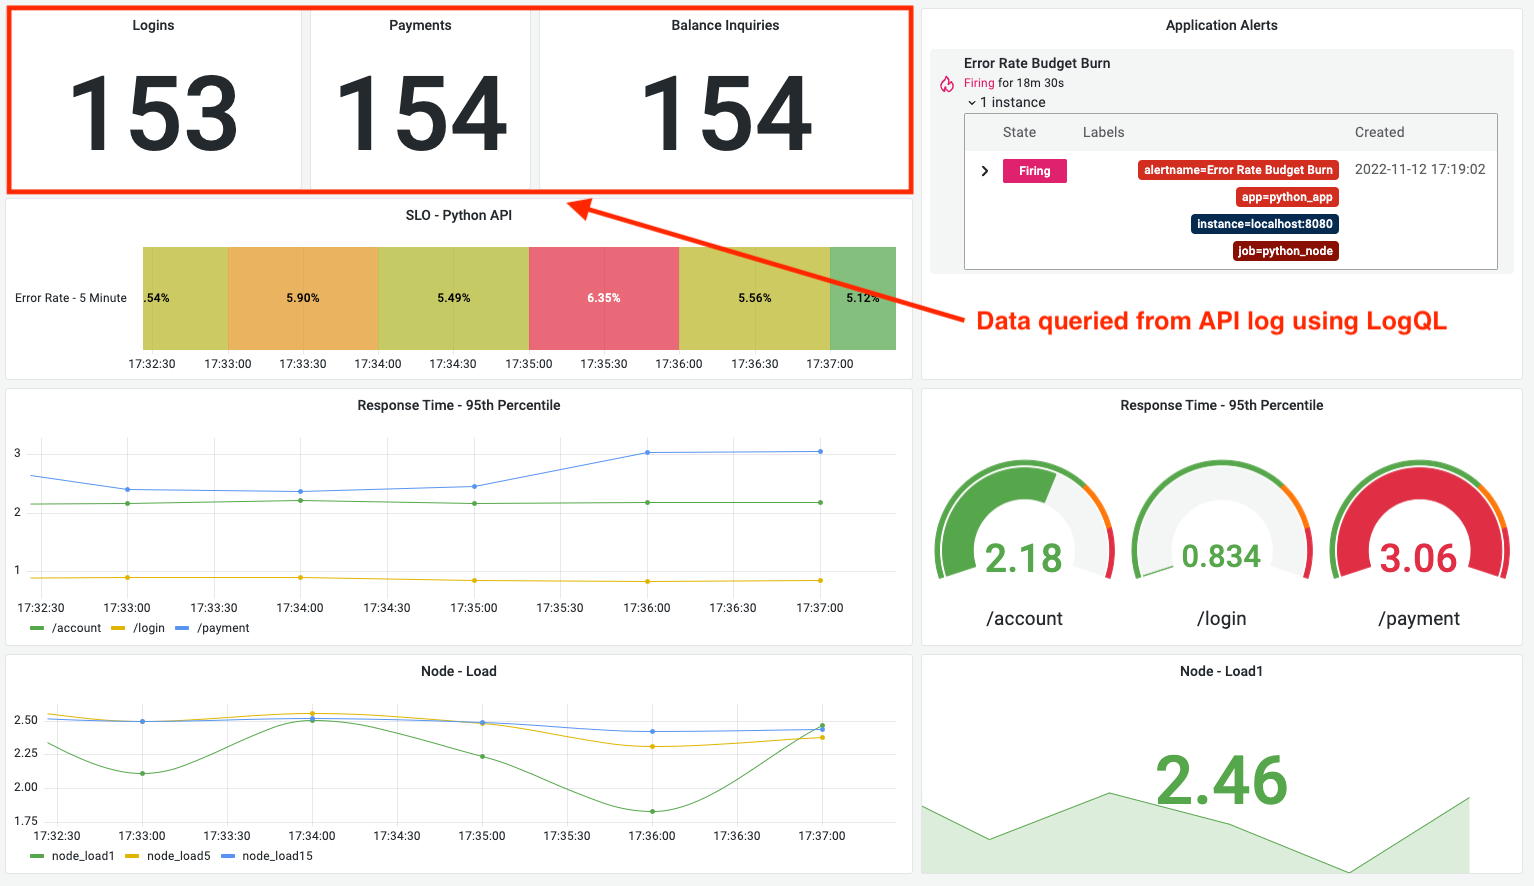 Logins
153
Payments
154
Balance Inquiries
154
Application Alerts
Error Rate Budget Burn
Firing for 18m 30s
1 instance
State Labels Created
Firing
alertname=Error Rate Budget Burn
2022-11-12 17:19:02
app=python_app
instance=localhost:8080
job=python_node
Data queried from API log using LogQL
SLO - Python API
Error Rate - 5 Minute
.54% 5.90% 5.49% 6.35% 5.56% 5.12%
17:32:30 17:33:00 17:33:30 17:34:00 17:34:30 17:35:00 17:35:30 17:36:00 17:36:30 17:37:00
Response Time - 95th Percentile
3
2
1
17:32:30 17:33:00 17:33:30 17:34:00 17:34:30 17:35:00 17:35:30 17:36:00 17:36:30 17:37:00
/account /login /payment
Response Time - 95th Percentile
2.18 0.834 3.06
/account /login /payment
Node - Load
2.50
2.25
2.00
1.75
17:32:30 17:33:00 17:33:30 17:34:00 17:34:30 17:35:00 17:35:30 17:36:00 17:36:30 17:37:00
node_load1 node_load5 node_load15
Node - Load1
2.46